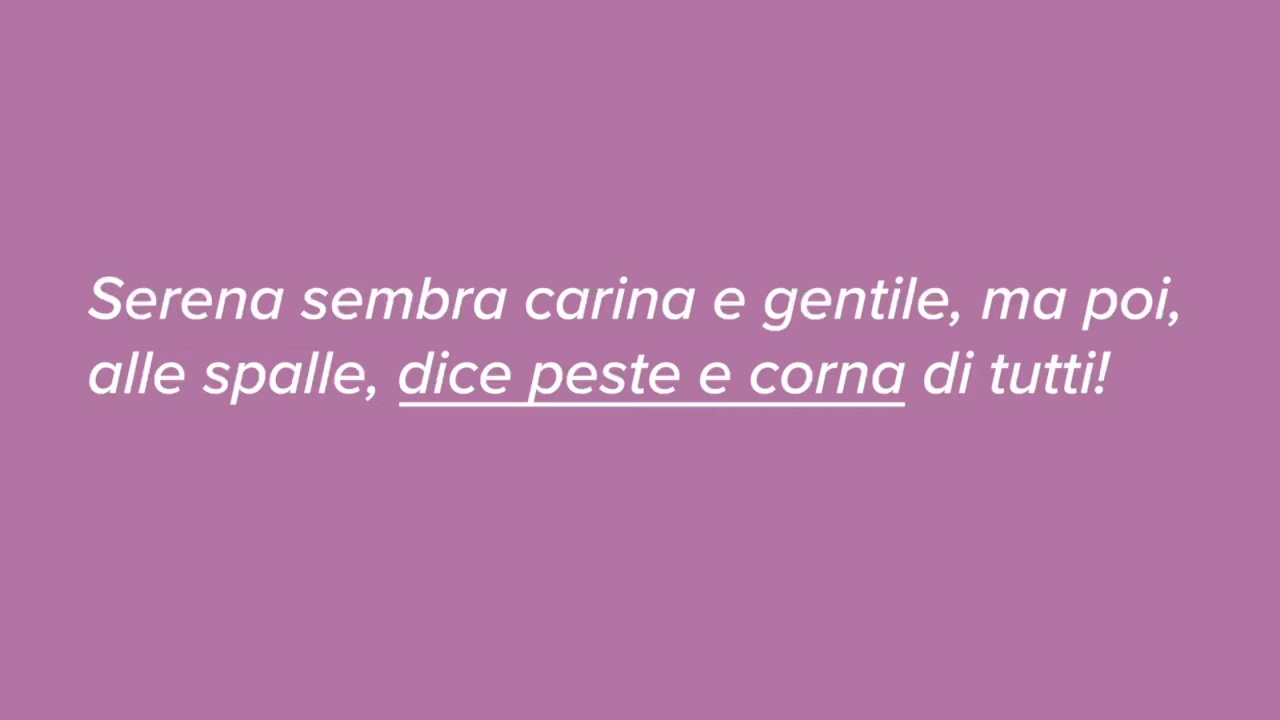 Serena sembra carina e gentile, ma poi,
alle spalle, dice peste e corna di tutti!